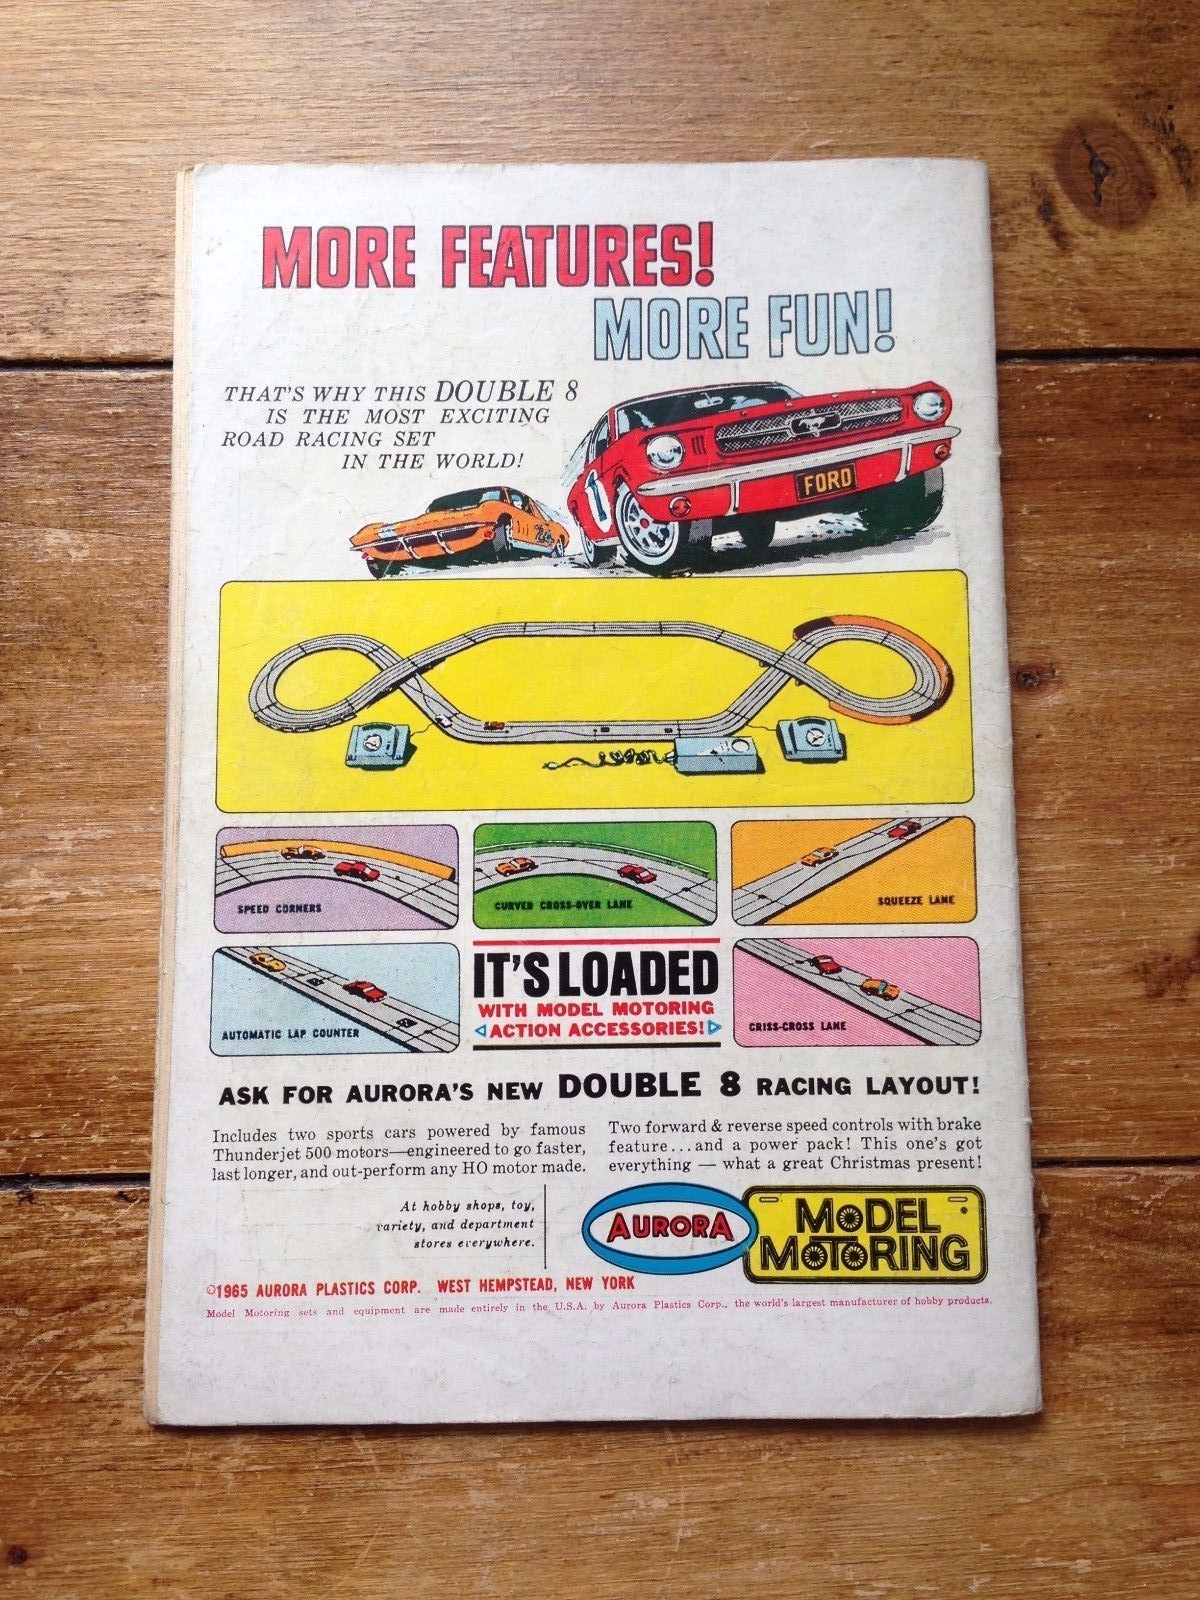 MORE FEATURES!
MORE FUN!
THAT'S WHY THIS DOUBLE 8
IS THE MOST EXCITING
ROAD RACING SET
IN THE WORLD!
1
FORD
SPEED CORNERS
CURVED CROSS-OVER LANE
SQUEEZE LANE
AUTOMATIC LAP COUNTER
IT'S LOADED
WITH MODEL MOTORING
ACTION ACCESSORIES!
CRISS-CROSS LANE
ASK FOR AURORA'S NEW DOUBLE 8 RACING LAYOUT!
Includes two sports cars powered by famous
Thunderjet 500 motors—engineered to go faster,
last longer, and out-perform any HO motor made.
Two forward & reverse speed controls with brake
feature...and a power pack! This one's got
everything — what a great Christmas present!
At hobby shops, toy,
variety, and department
stores everywhere.
AURORA
MODEL
MOTORING
©1965 AURORA PLASTICS CORP. WEST HEMPSTEAD, NEW YORK
Model Motoring sets and equipment are made entirely in the U.S.A. by Aurora Plastics Corp., the world's largest manufacturer of hobby products.